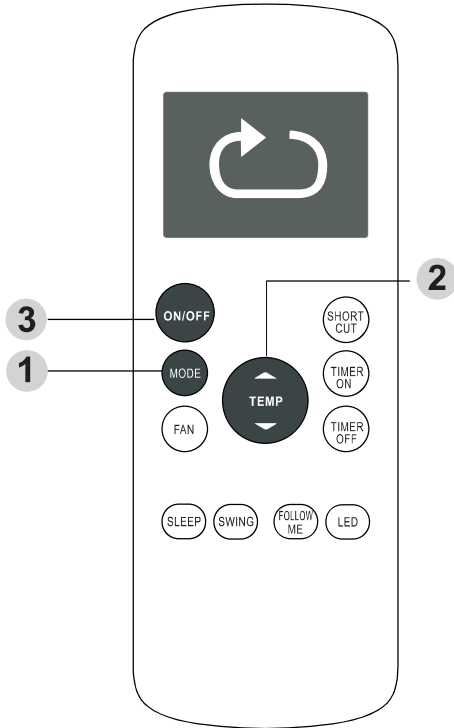 2
3
ON/OFF
SHORT
CUT
1
MODE
TEMP
TIMER
ON
FAN
TIMER
OFF
SLEEP
SWING
FOLLOW
ME
LED